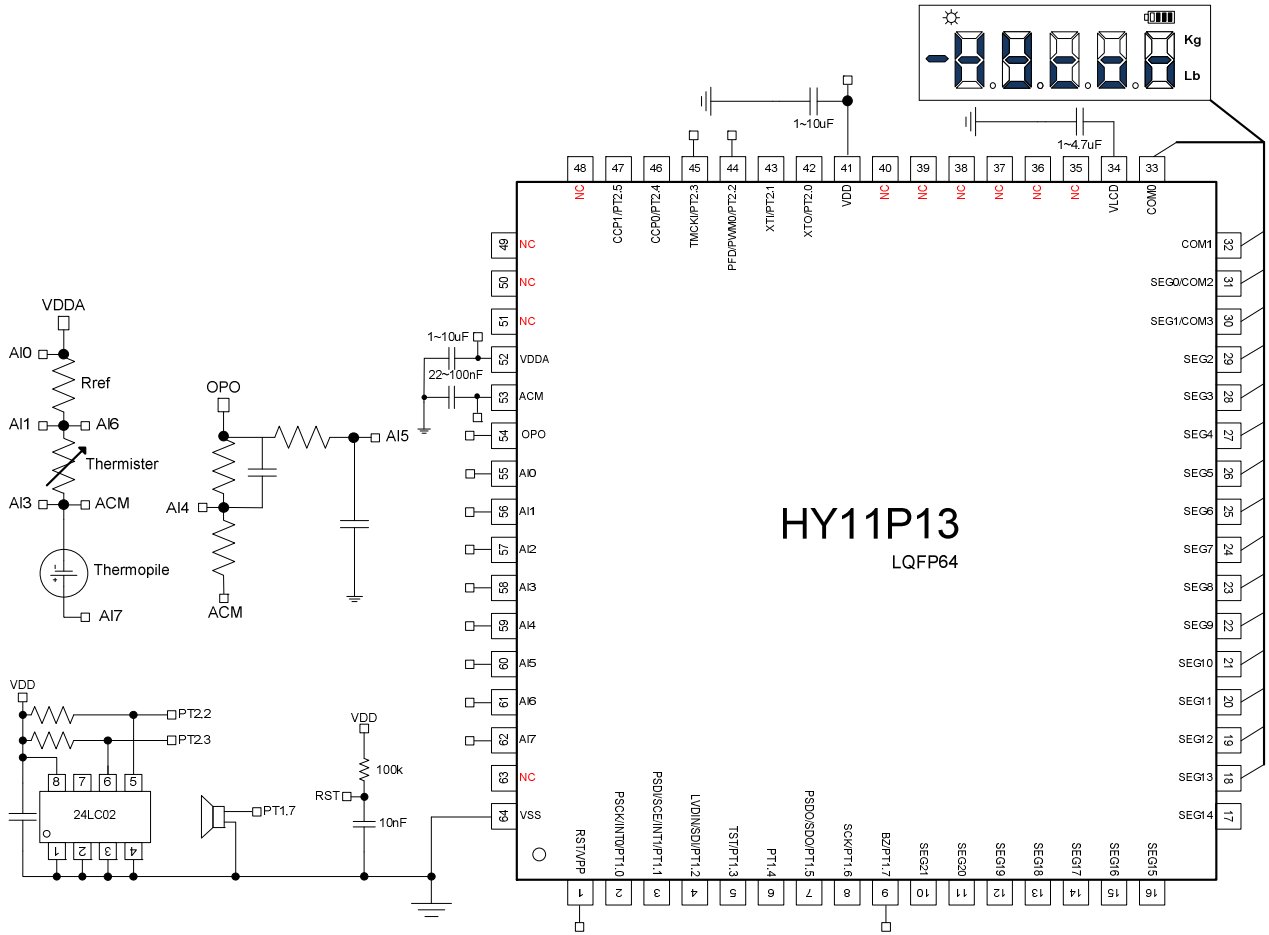 Kg
Lb
1~10uF
1~4.7uF
48 47 46 45 44 43 42 41 40 39 38 37 36 35 34 33
NC CCP1/PT2.5 CCP0/PT2.4 TMCKI/PT2.3 PFD/PWM0/PT2.2 XTI/PT2.1 XTO/PT2.0 VDD NC NC NC NC NC NC VLCD COM0
49 NC
50 NC
51 NC
52 VDDA
53 ACM
54 OPO
55 AI0
56 AI1
57 AI2
58 AI3
59 AI4
60 AI5
61 AI6
62 AI7
63 NC
64 VSS
1~10uF
22~100nF
COM1 32
SEG0/COM2 31
SEG1/COM3 30
SEG2 29
SEG3 28
SEG4 27
SEG5 26
SEG6 25
SEG7 24
SEG8 23
SEG9 22
SEG10 21
SEG11 20
SEG12 19
SEG13 18
SEG14 17
HY11P13
LQFP64
VDDA
AI0
Rref
AI1 AI6
Thermister
AI3 ACM
Thermopile
AI7
OPO
AI5
AI4
ACM
VDD
PT2.2
PT2.3
8 7 6 5
24LC02
1 2 3 4
PT1.7
VDD
100k
RST
10nF
RST/VPP PSCK/INT0/PT1.0 PSDI/SCE/INT1/PT1.1 LVDIN/SDI/PT1.2 TST/PT1.3 PT1.4 PSDO/SDO/PT1.5 SCK/PT1.6 BZ/PT1.7 SEG21 SEG20 SEG19 SEG18 SEG17 SEG16 SEG15
1 2 3 4 5 6 7 8 9 10 11 12 13 14 15 16